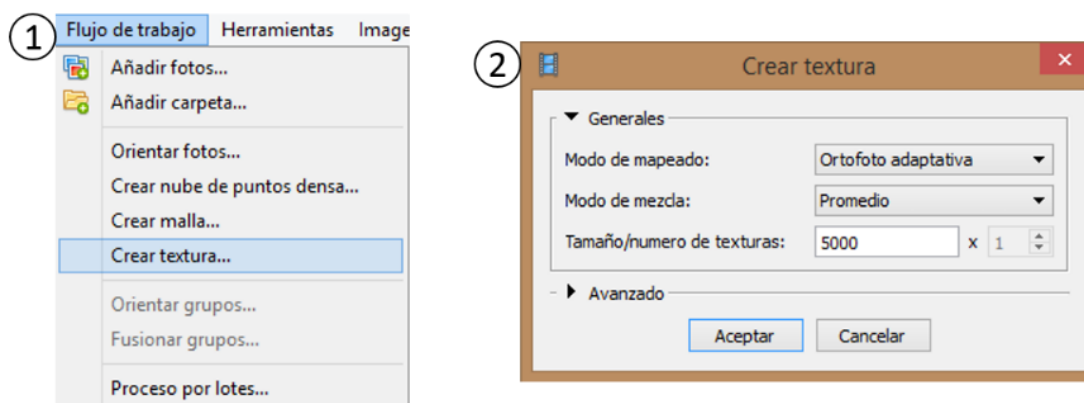 1
Flujo de trabajo Herramientas Image
Añadir fotos...
Añadir carpeta...
Orientar fotos...
Crear nube de puntos densa...
Crear malla...
Crear textura...
Orientar grupos...
Fusionar grupos...
Proceso por lotes...
2
Crear textura
Generales
Modo de mapeado: Ortofoto adaptativa
Modo de mezcla: Promedio
Tamaño/numero de texturas: 5000 x 1
Avanzado
Aceptar Cancelar